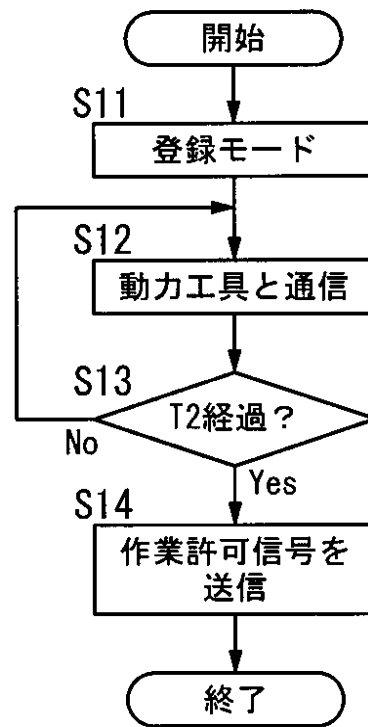 開始
S11
登録モード
S12
動力工具と通信
S13
T2経過？
No
Yes
S14
作業許可信号を
送信
終了